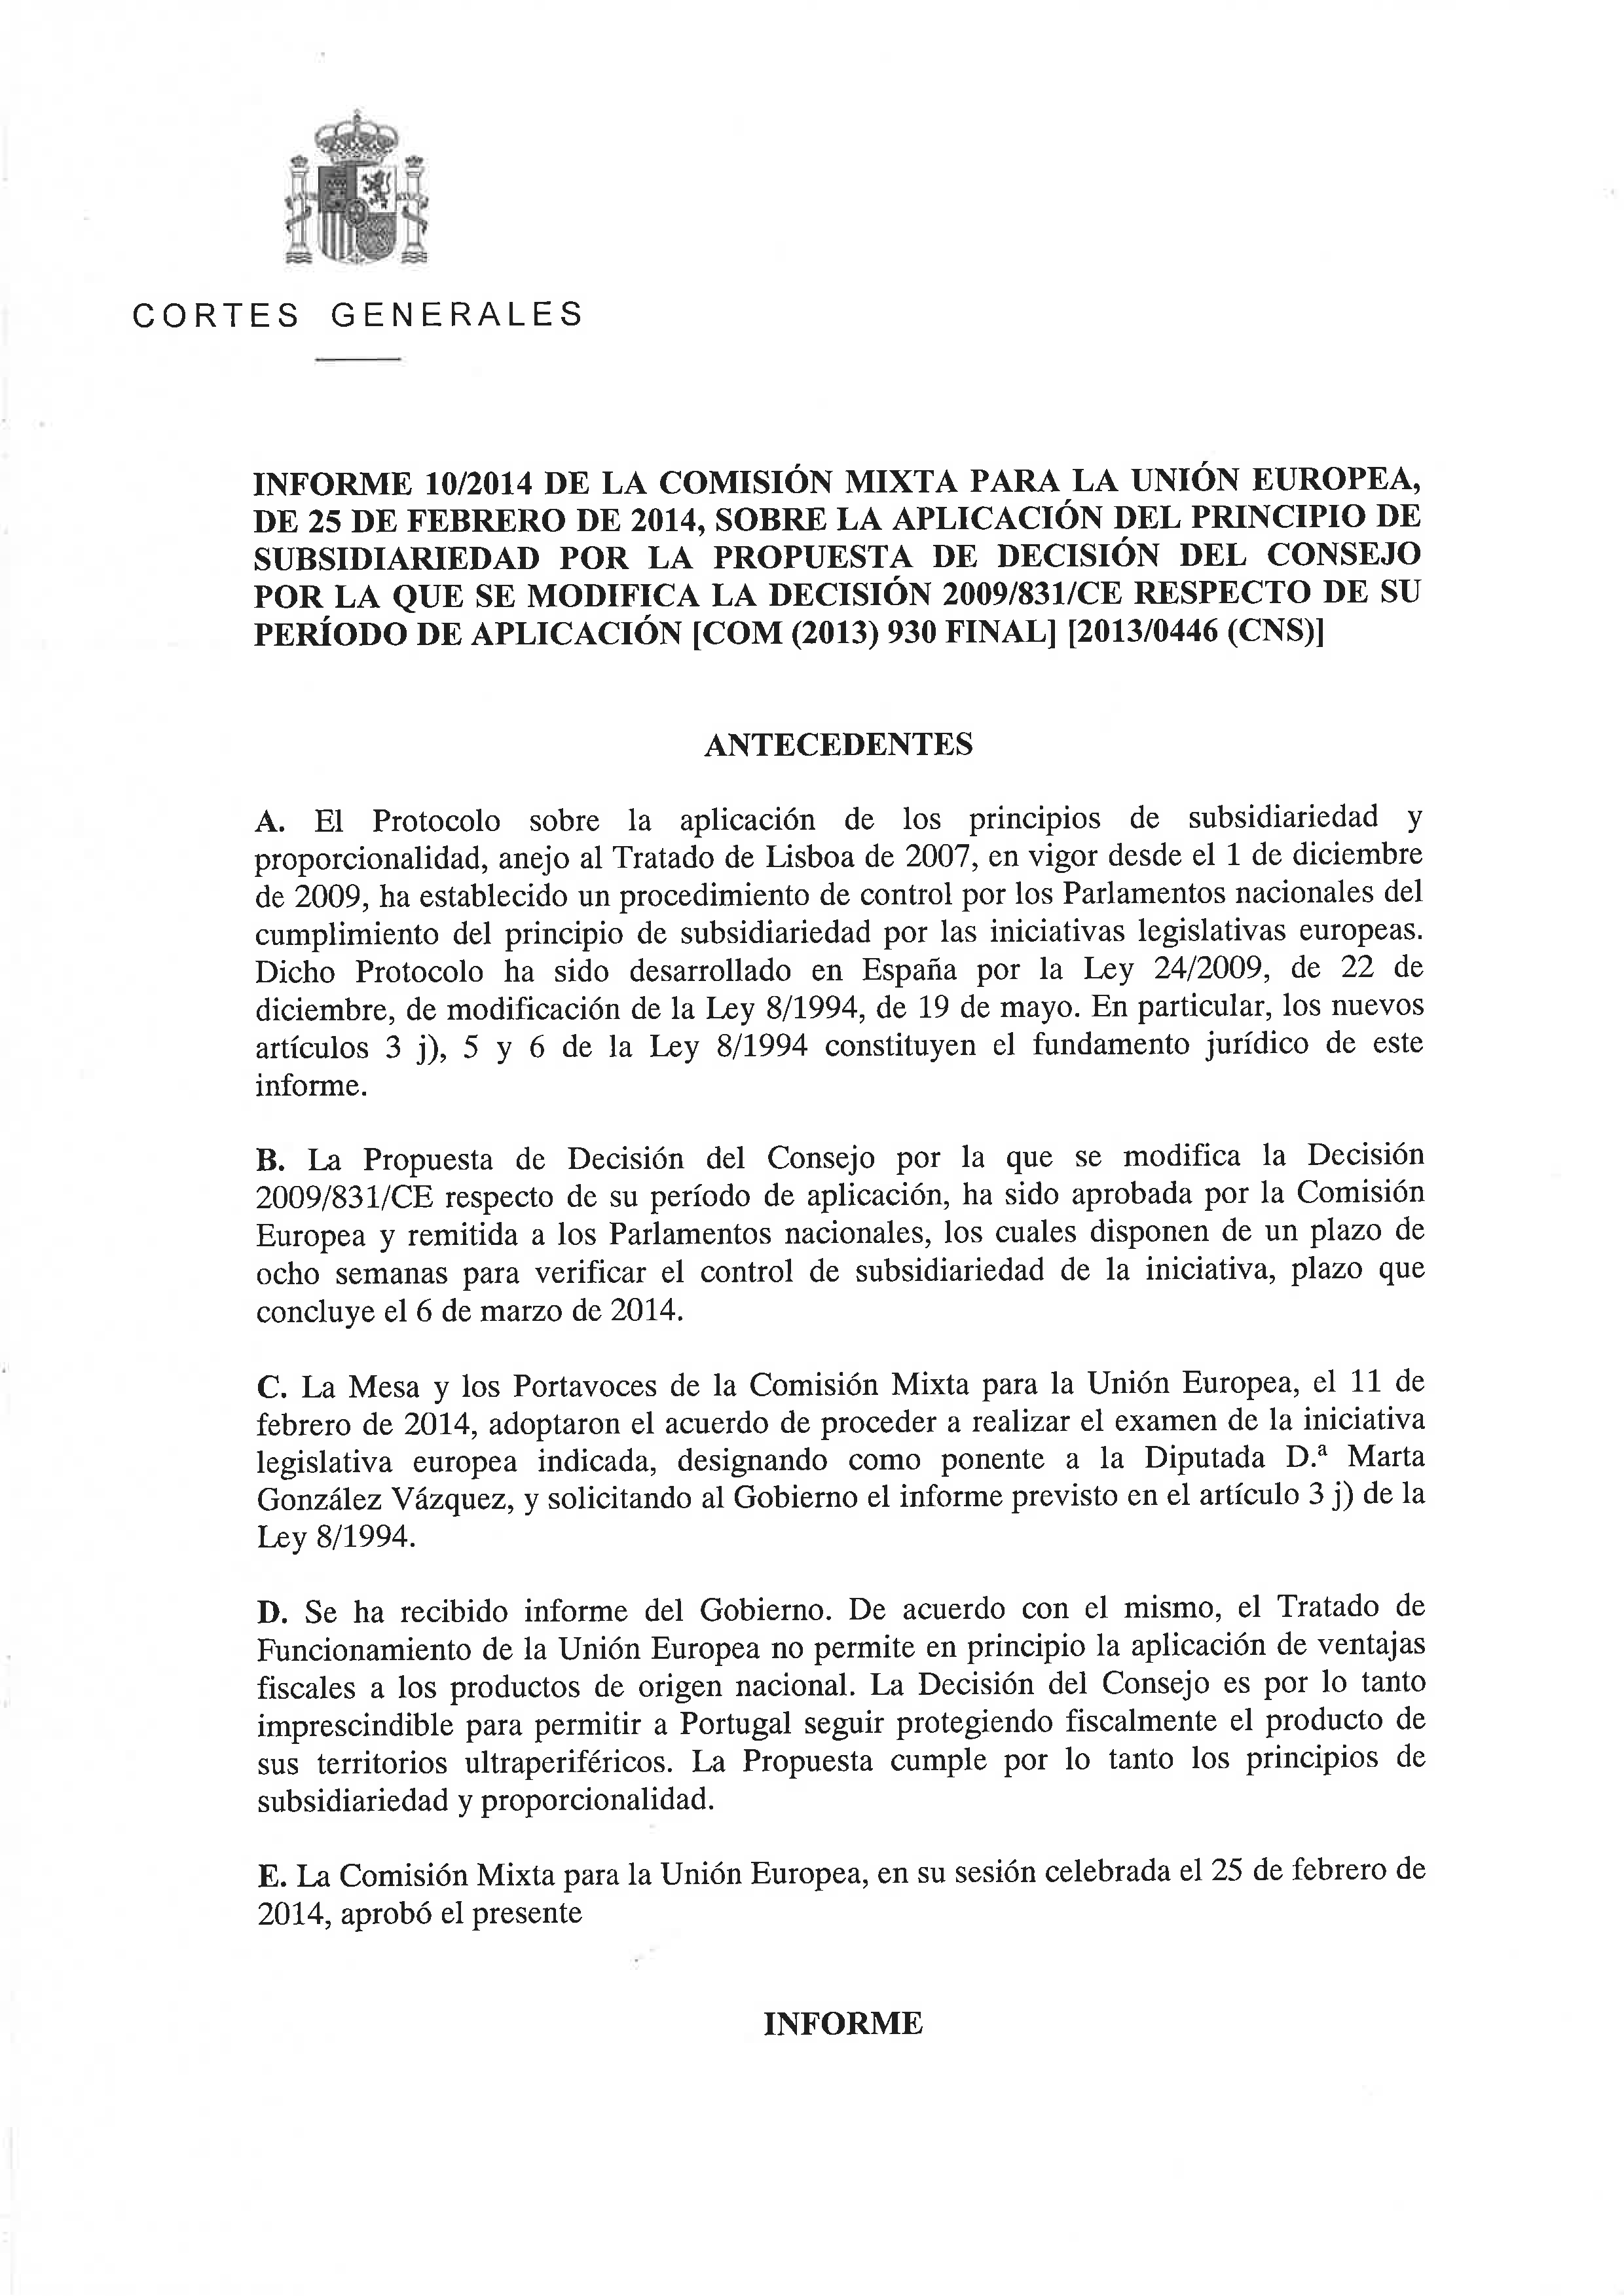 CORTES GENERALES
INFORME 10/2014 DE LA COMISIÓN MIXTA PARA LA UNIÓN EUROPEA,
DE 25 DE FEBRERO DE 2014, SOBRE LA APLICACIÓN DEL PRINCIPIO DE
SUBSIDIARIEDAD POR LA PROPUESTA DE DECISIÓN DEL CONSEJO
POR LA QUE SE MODIFICA LA DECISIÓN 2009/831/CE RESPECTO DE SU
PERÍODO DE APLICACIÓN [COM (2013) 930 FINAL] [2013/0446 (CNS)]
ANTECEDENTES
A. El Protocolo sobre la aplicación de los principios de subsidiariedad y
proporcionalidad, anejo al Tratado de Lisboa de 2007, en vigor desde el 1 de diciembre
de 2009, ha establecido un procedimiento de control por los Parlamentos nacionales del
cumplimiento del principio de subsidiariedad por las iniciativas legislativas europeas.
Dicho Protocolo ha sido desarrollado en España por la Ley 24/2009, de 22 de
diciembre, de modificación de la Ley 8/1994, de 19 de mayo. En particular, los nuevos
artículos 3 j), 5 y 6 de la Ley 8/1994 constituyen el fundamento jurídico de este
informe.
B. La Propuesta de Decisión del Consejo por la que se modifica la Decisión
2009/831/CE respecto de su período de aplicación, ha sido aprobada por la Comisión
Europea y remitida a los Parlamentos nacionales, los cuales disponen de un plazo de
ocho semanas para verificar el control de subsidiariedad de la iniciativa, plazo que
concluye el 6 de marzo de 2014.
C. La Mesa y los Portavoces de la Comisión Mixta para la Unión Europea, el 11 de
febrero de 2014, adoptaron el acuerdo de proceder a realizar el examen de la iniciativa
legislativa europea indicada, designando como ponente a la Diputada D.ª Marta
González Vázquez, y solicitando al Gobierno el informe previsto en el artículo 3 j) de la
Ley 8/1994.
D. Se ha recibido informe del Gobierno. De acuerdo con el mismo, el Tratado de
Funcionamiento de la Unión Europea no permite en principio la aplicación de ventajas
fiscales a los productos de origen nacional. La Decisión del Consejo es por lo tanto
imprescindible para permitir a Portugal seguir protegiendo fiscalmente el producto de
sus territorios ultraperiféricos. La Propuesta cumple por lo tanto los principios de
subsidiariedad y proporcionalidad.
E. La Comisión Mixta para la Unión Europea, en su sesión celebrada el 25 de febrero de
2014, aprobó el presente
INFORME